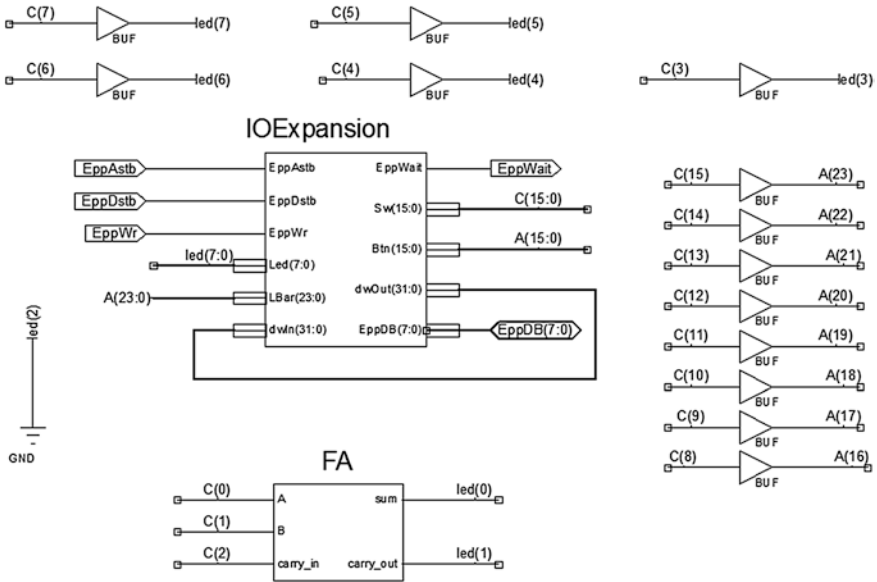 C(7) BUF led(7)
C(5) BUF led(5)
C(6) BUF led(6)
C(4) BUF led(4)
C(3) BUF led(3)
IOExpansion
EppAstb EppAstb EppWait EppWait
EppDstb EppDstb Sw(15:0) C(15:0)
EppWr EppWr Btn(15:0) A(15:0)
led(7:0) Led(7:0) dwOut(31:0)
A(23:0) LBar(23:0)
dwIn(31:0) EppDB(7:0) EppDB(7:0)
C(15) BUF A(23)
C(14) BUF A(22)
C(13) BUF A(21)
C(12) BUF A(20)
C(11) BUF A(19)
C(10) BUF A(18)
C(9) BUF A(17)
C(8) BUF A(16)
led(2)
GND
FA
C(0) A sum led(0)
C(1) B
C(2) carry_in carry_out led(1)